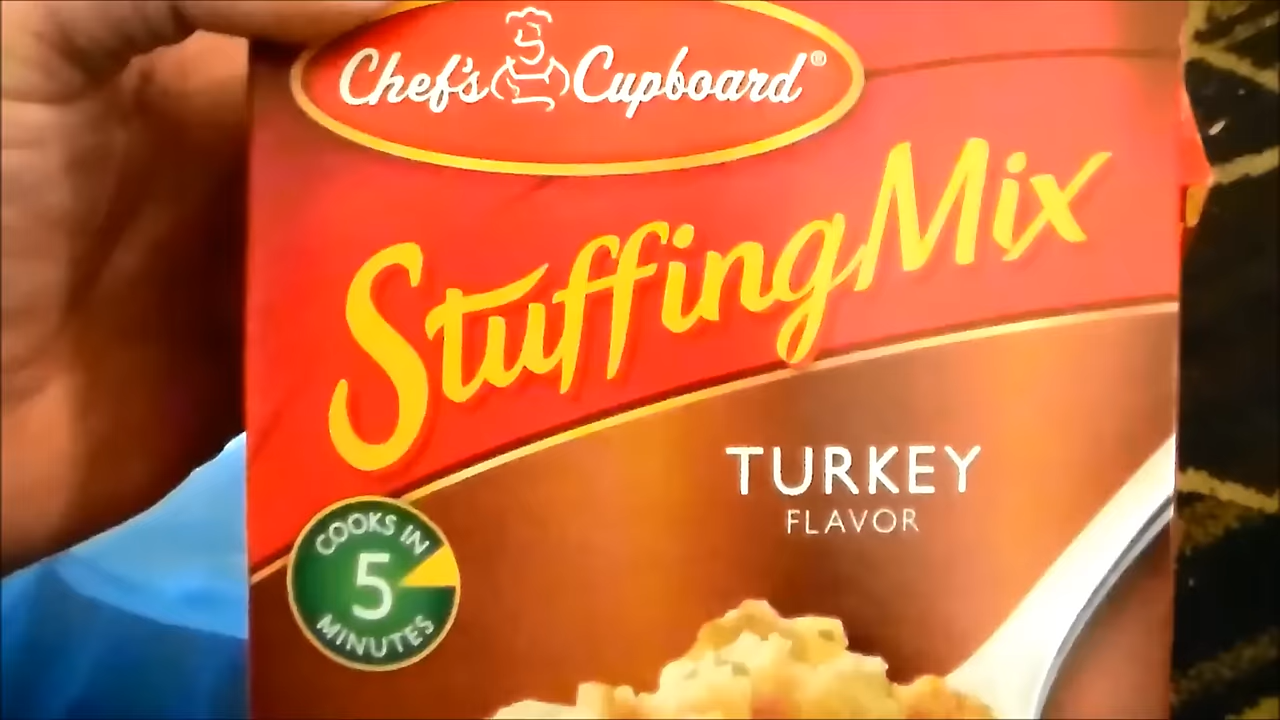 Chef's Cupboard®
Stuffing Mix
TURKEY
FLAVOR
COOKS IN
5
MINUTES